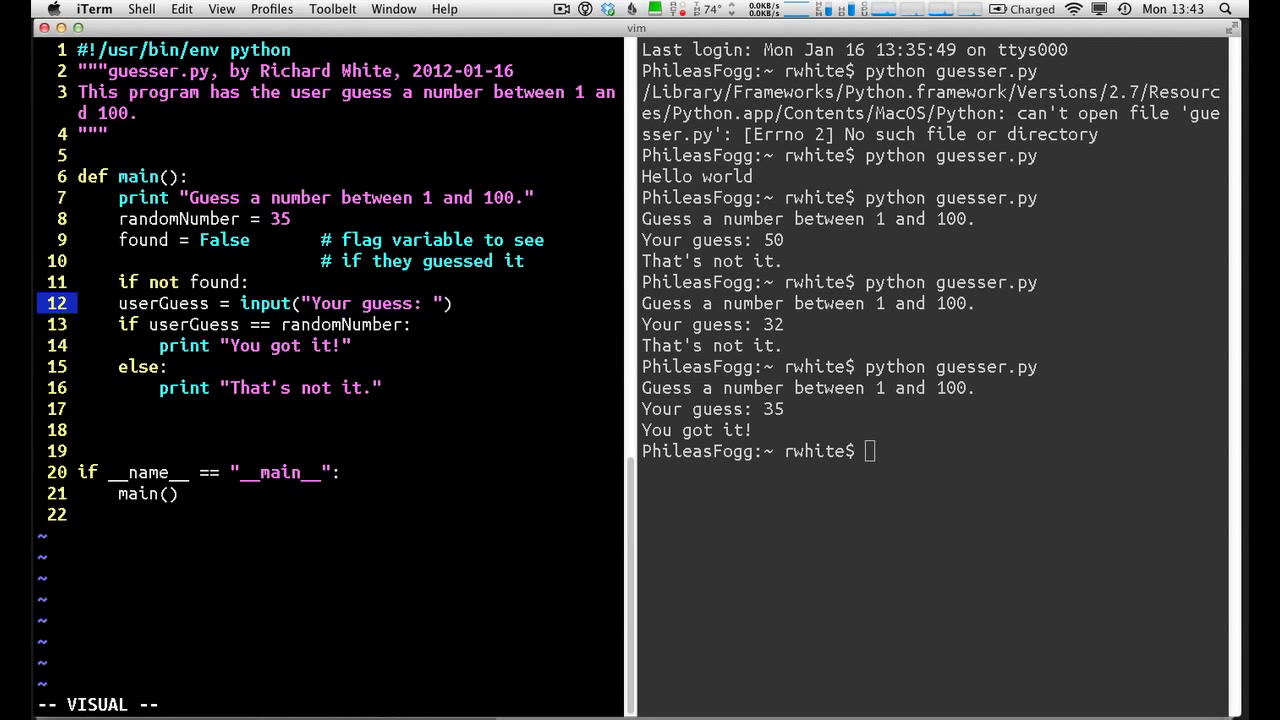 iTerm Shell Edit View Profiles Toolbelt Window Help 74° 0.0KB/s 0.0KB/s Charged Mon 13:43
vim
1 #!/usr/bin/env python
2 """guesser.py, by Richard White, 2012-01-16
3 This program has the user guess a number between 1 an
d 100.
4 """
5
6 def main():
7 print "Guess a number between 1 and 100."
8 randomNumber = 35
9 found = False # flag variable to see
10 # if they guessed it
11 if not found:
12 userGuess = input("Your guess: ")
13 if userGuess == randomNumber:
14 print "You got it!"
15 else:
16 print "That's not it."
17
18
19
20 if __name__ == "__main__":
21 main()
22
~
~
~
~
~
~
~
~
-- VISUAL --
Last login: Mon Jan 16 13:35:49 on ttys000
PhileasFogg:~ rwhite$ python guesser.py
/Library/Frameworks/Python.framework/Versions/2.7/Resourc
es/Python.app/Contents/MacOS/Python: can't open file 'gue
sser.py': [Errno 2] No such file or directory
PhileasFogg:~ rwhite$ python guesser.py
Hello world
PhileasFogg:~ rwhite$ python guesser.py
Guess a number between 1 and 100.
Your guess: 50
That's not it.
PhileasFogg:~ rwhite$ python guesser.py
Guess a number between 1 and 100.
Your guess: 32
That's not it.
PhileasFogg:~ rwhite$ python guesser.py
Guess a number between 1 and 100.
Your guess: 35
You got it!
PhileasFogg:~ rwhite$